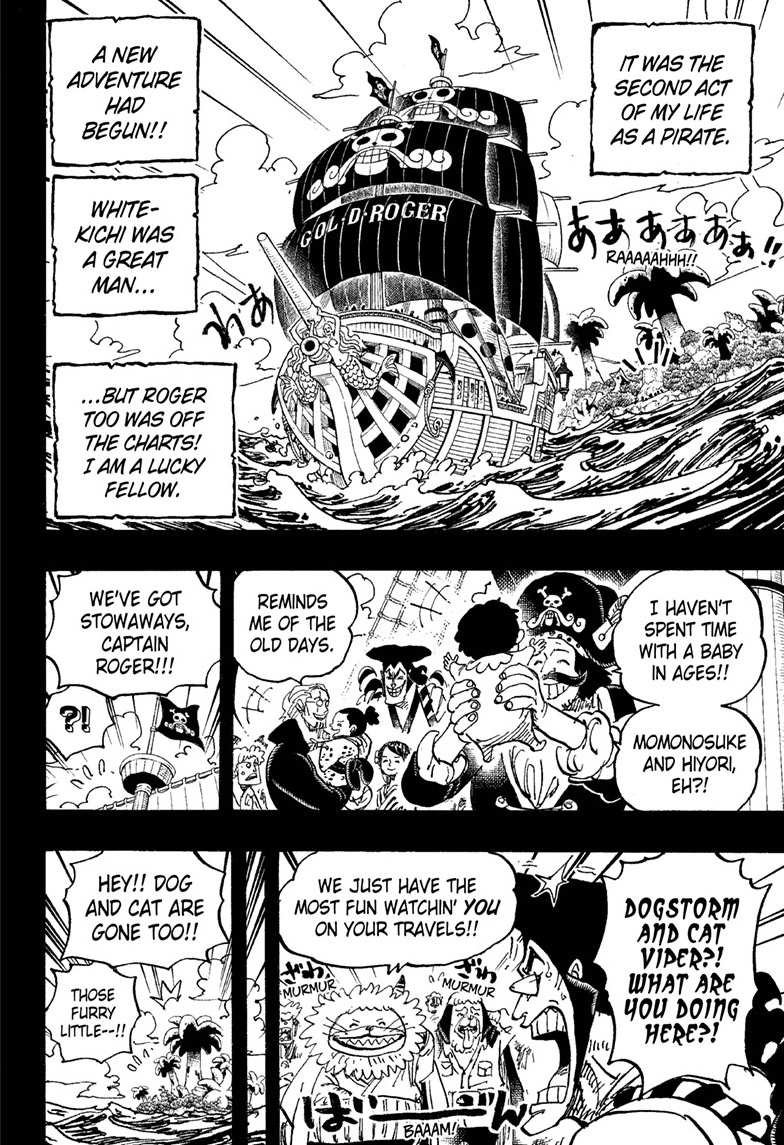 IT WAS THE
SECOND ACT
OF MY LIFE
AS A PIRATE.
A NEW
ADVENTURE
HAD
BEGUN!!
WHITE-
KICHI WAS
A GREAT
MAN...
...BUT ROGER
TOO WAS OFF
THE CHARTS!
I AM A LUCKY
FELLOW.
GOL·D·ROGER
ああああぁぁ!!
RAAAAAHHH!!
わあ
I HAVEN'T
SPENT TIME
WITH A BABY
IN AGES!!
MOMONOSUKE
AND HIYORI,
EH?!
REMINDS
ME OF THE
OLD DAYS.
WE'VE GOT
STOWAWAYS,
CAPTAIN
ROGER!!!
?!
DOGSTORM
AND CAT
VIPER?!
WHAT ARE
YOU DOING
HERE?!
WE JUST HAVE THE
MOST FUN WATCHIN' YOU
ON YOUR TRAVELS!!
ざわ
MURMUR
ざわ
MURMUR
ばーーん
BAAAM!
HEY!! DOG
AND CAT ARE
GONE TOO!!
THOSE
FURRY
LITTLE--!!